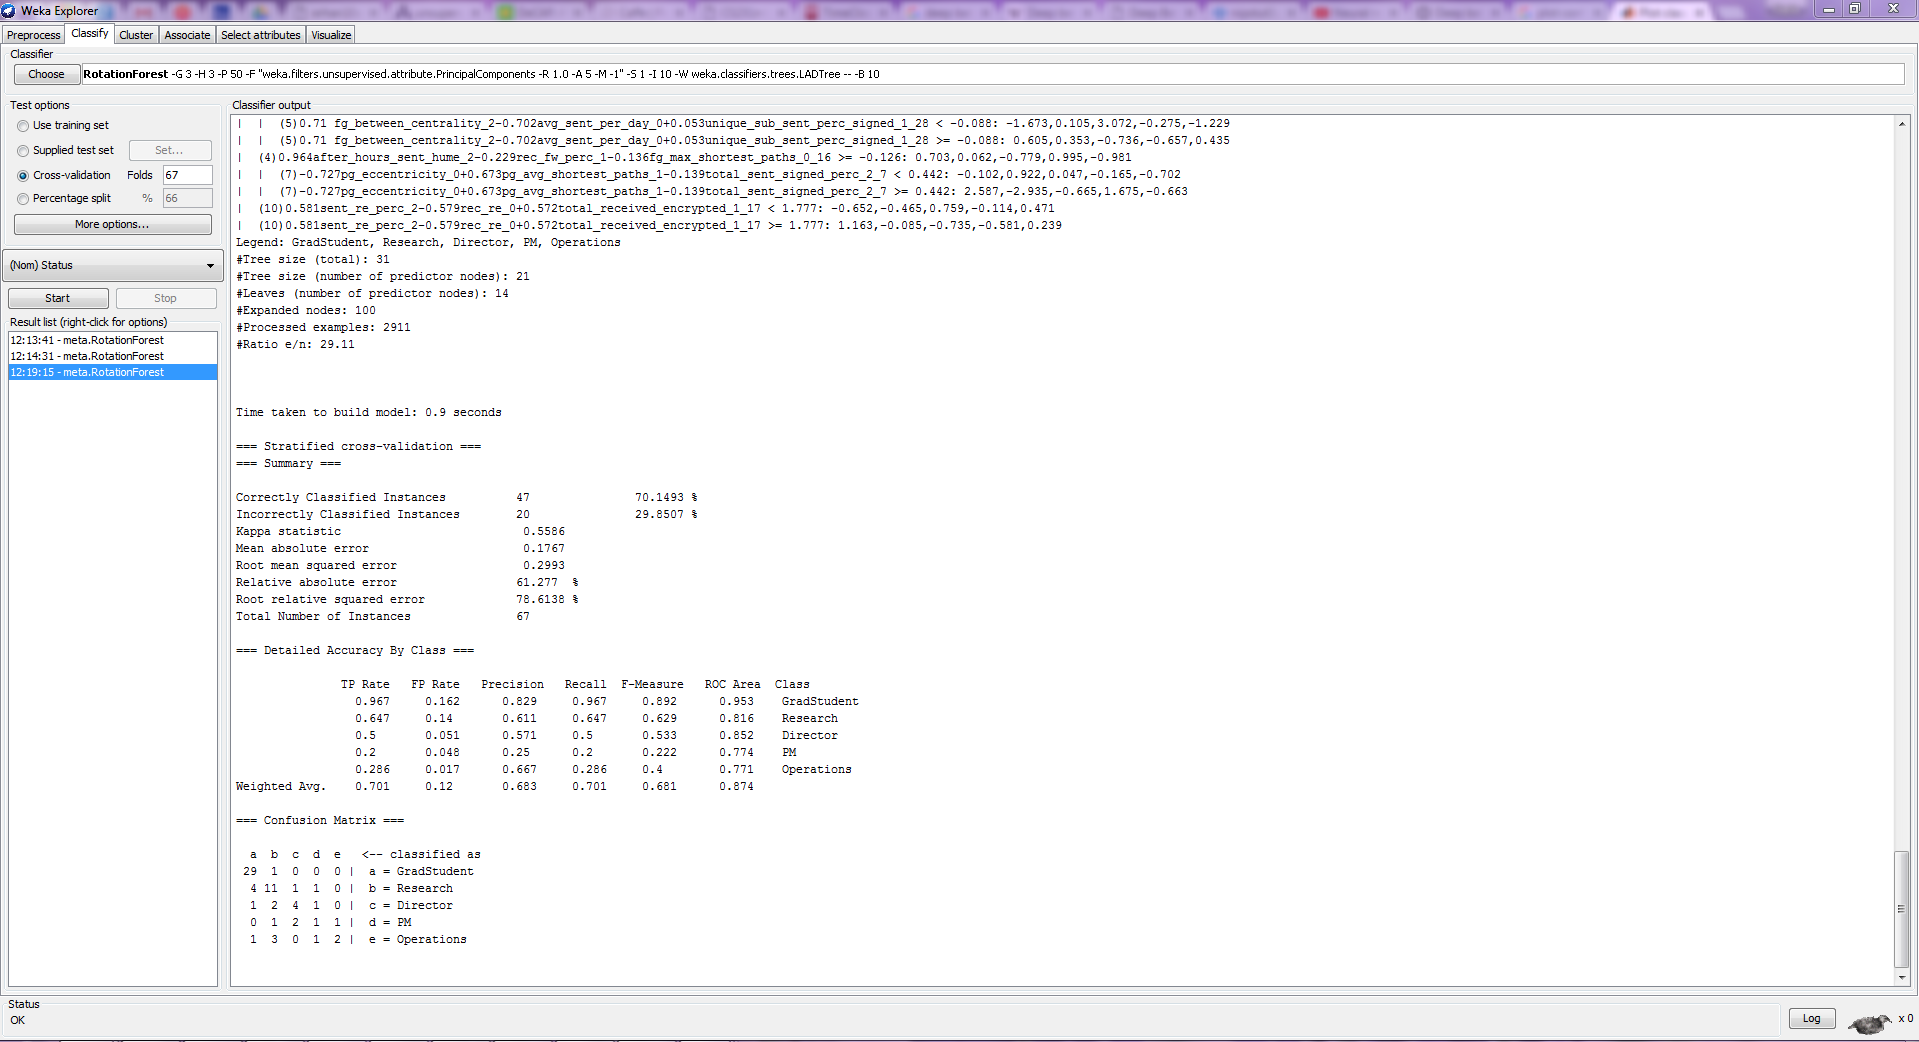 Weka Explorer
Preprocess Classify Cluster Associate Select attributes Visualize
Classifier
Choose RotationForest -G 3 -H 3 -P 50 -F "weka.filters.unsupervised.attribute.PrincipalComponents -R 1.0 -A 5 -M -1" -S 1 -I 10 -W weka.classifiers.trees.LADTree -- -B 10
Test options
Use training set
Supplied test set Set...
Cross-validation Folds 67
Percentage split % 66
More options...
(Nom) Status
Start Stop
Result list (right-click for options)
12:13:41 - meta.RotationForest
12:14:31 - meta.RotationForest
12:19:15 - meta.RotationForest
Classifier output
| | (5)0.71 fg_between_centrality_2-0.702avg_sent_per_day_0+0.053unique_sub_sent_perc_signed_1_28 < -0.088: -1.673,0.105,3.072,-0.275,-1.229
| | (5)0.71 fg_between_centrality_2-0.702avg_sent_per_day_0+0.053unique_sub_sent_perc_signed_1_28 >= -0.088: 0.605,0.353,-0.736,-0.657,0.435
| (4)0.964after_hours_sent_hume_2-0.229rec_fw_perc_1-0.136fg_max_shortest_paths_0_16 >= -0.126: 0.703,0.062,-0.779,0.995,-0.981
| | (7)-0.727pg_eccentricity_0+0.673pg_avg_shortest_paths_1-0.139total_sent_signed_perc_2_7 < 0.442: -0.102,0.922,0.047,-0.165,-0.702
| | (7)-0.727pg_eccentricity_0+0.673pg_avg_shortest_paths_1-0.139total_sent_signed_perc_2_7 >= 0.442: 2.587,-2.935,-0.665,1.675,-0.663
| (10)0.581sent_re_perc_2-0.579rec_re_0+0.572total_received_encrypted_1_17 < 1.777: -0.652,-0.465,0.759,-0.114,0.471
| (10)0.581sent_re_perc_2-0.579rec_re_0+0.572total_received_encrypted_1_17 >= 1.777: 1.163,-0.085,-0.735,-0.581,0.239
Legend: GradStudent, Research, Director, PM, Operations
#Tree size (total): 31
#Tree size (number of predictor nodes): 21
#Leaves (number of predictor nodes): 14
#Expanded nodes: 100
#Processed examples: 2911
#Ratio e/n: 29.11
Time taken to build model: 0.9 seconds
=== Stratified cross-validation ===
=== Summary ===
Correctly Classified Instances 47 70.1493 %
Incorrectly Classified Instances 20 29.8507 %
Kappa statistic 0.5586
Mean absolute error 0.1767
Root mean squared error 0.2993
Relative absolute error 61.277 %
Root relative squared error 78.6138 %
Total Number of Instances 67
=== Detailed Accuracy By Class ===
TP Rate FP Rate Precision Recall F-Measure ROC Area Class
0.967 0.162 0.829 0.967 0.892 0.953 GradStudent
0.647 0.14 0.611 0.647 0.629 0.816 Research
0.5 0.051 0.571 0.5 0.533 0.852 Director
0.2 0.048 0.25 0.2 0.222 0.774 PM
0.286 0.017 0.667 0.286 0.4 0.771 Operations
Weighted Avg. 0.701 0.12 0.683 0.701 0.681 0.874
=== Confusion Matrix ===
a b c d e <-- classified as
29 1 0 0 0 | a = GradStudent
4 11 1 1 0 | b = Research
1 2 4 1 0 | c = Director
0 1 2 1 1 | d = PM
1 3 0 1 2 | e = Operations
Status
OK
Log x 0